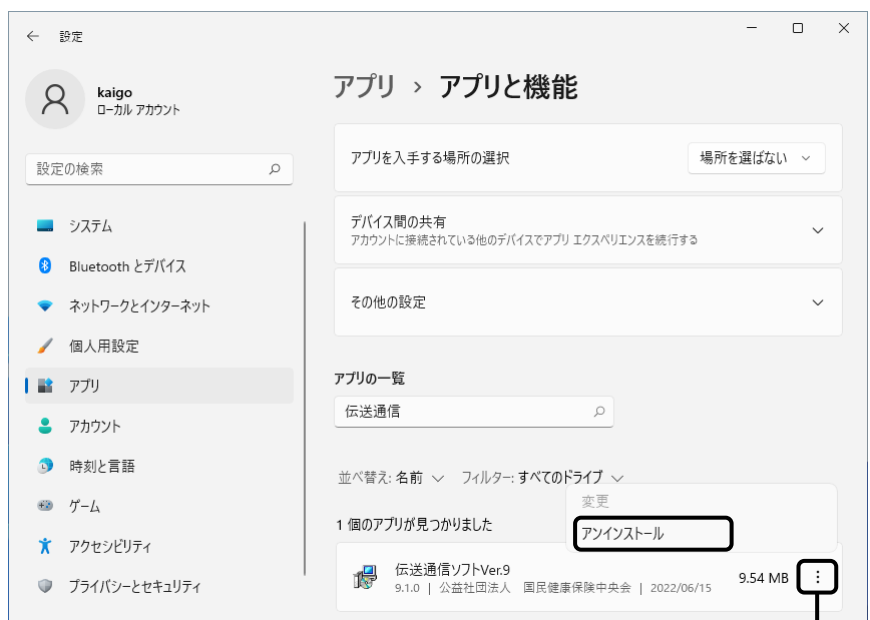 設定
kaigo
ローカル アカウント
設定の検索
システム
Bluetooth とデバイス
ネットワークとインターネット
個人用設定
アプリ
アカウント
時刻と言語
ゲーム
アクセシビリティ
プライバシーとセキュリティ
アプリ › アプリと機能
アプリを入手する場所の選択
場所を選ばない
デバイス間の共有
アカウントに接続されている他のデバイスでアプリ エクスペリエンスを続行する
その他の設定
アプリの一覧
伝送通信
並べ替え: 名前 フィルター: すべてのドライブ
変更
1 個のアプリが見つかりました
アンインストール
伝送通信ソフトVer.9
9.54 MB
9.1.0 | 公益社団法人 国民健康保険中央会 | 2022/06/15